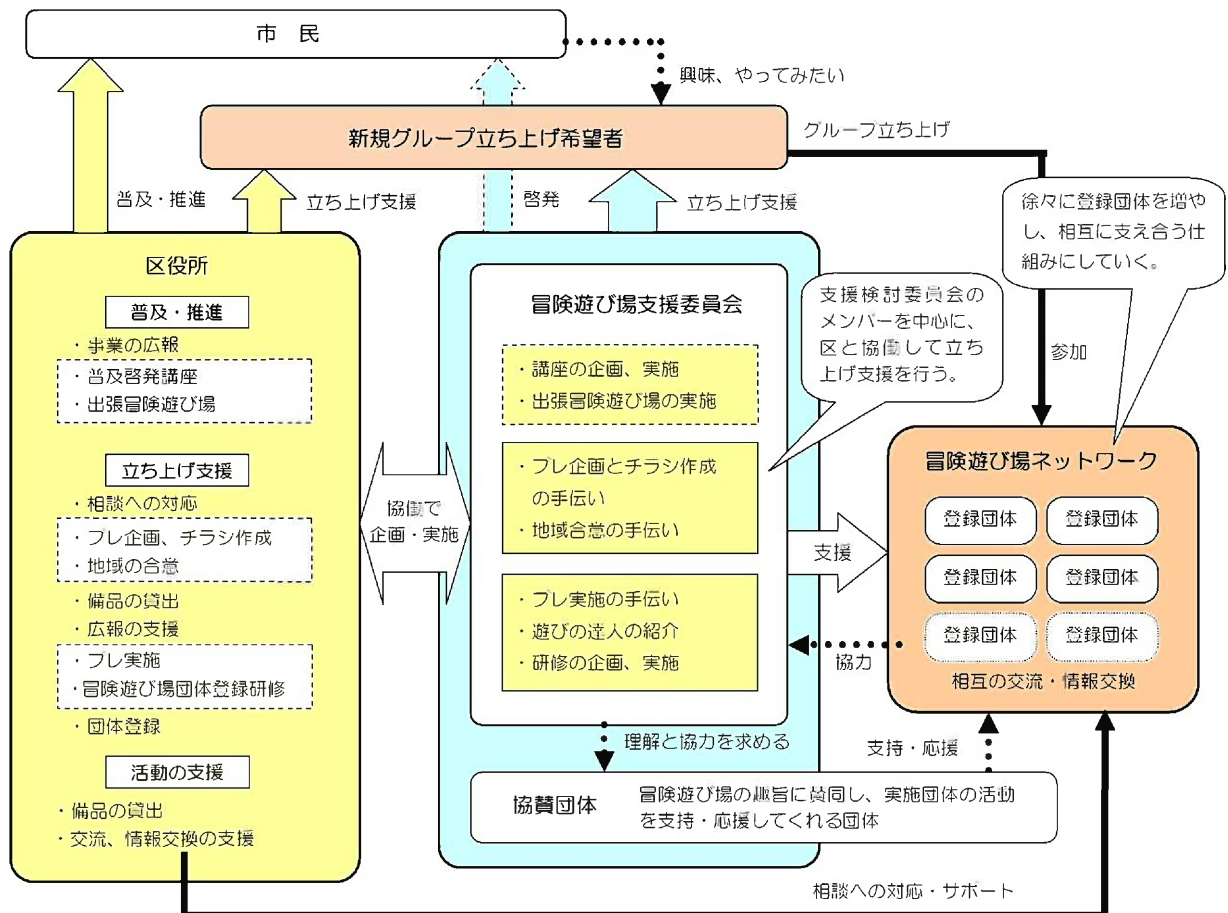 市　民
興味、やってみたい
新規グループ立ち上げ希望者
グループ立ち上げ
普及・推進
立ち上げ支援
啓発
立ち上げ支援
徐々に登録団体を増や
し、相互に支え合う仕
組みにしていく。
参加
区役所
普及・推進
・事業の広報
・普及啓発講座
・出張冒険遊び場
立ち上げ支援
・相談への対応
・プレ企画、チラシ作成
・地域の合意
・備品の貸出
・広報の支援
・プレ実施
・冒険遊び場団体登録研修
・団体登録
活動の支援
・備品の貸出
・交流、情報交換の支援
協働で
企画・実施
冒険遊び場支援委員会
・講座の企画、実施
・出張冒険遊び場の実施
・プレ企画とチラシ作成
の手伝い
・地域合意の手伝い
・プレ実施の手伝い
・遊びの達人の紹介
・研修の企画、実施
支援検討委員会の
メンバーを中心に、
区と協働して立ち
上げ支援を行う。
支援
協力
冒険遊び場ネットワーク
登録団体　登録団体
登録団体　登録団体
登録団体　登録団体
相互の交流・情報交換
理解と協力を求める
支持・応援
協賛団体
冒険遊び場の趣旨に賛同し、実施団体の活動
を支持・応援してくれる団体
相談への対応・サポート